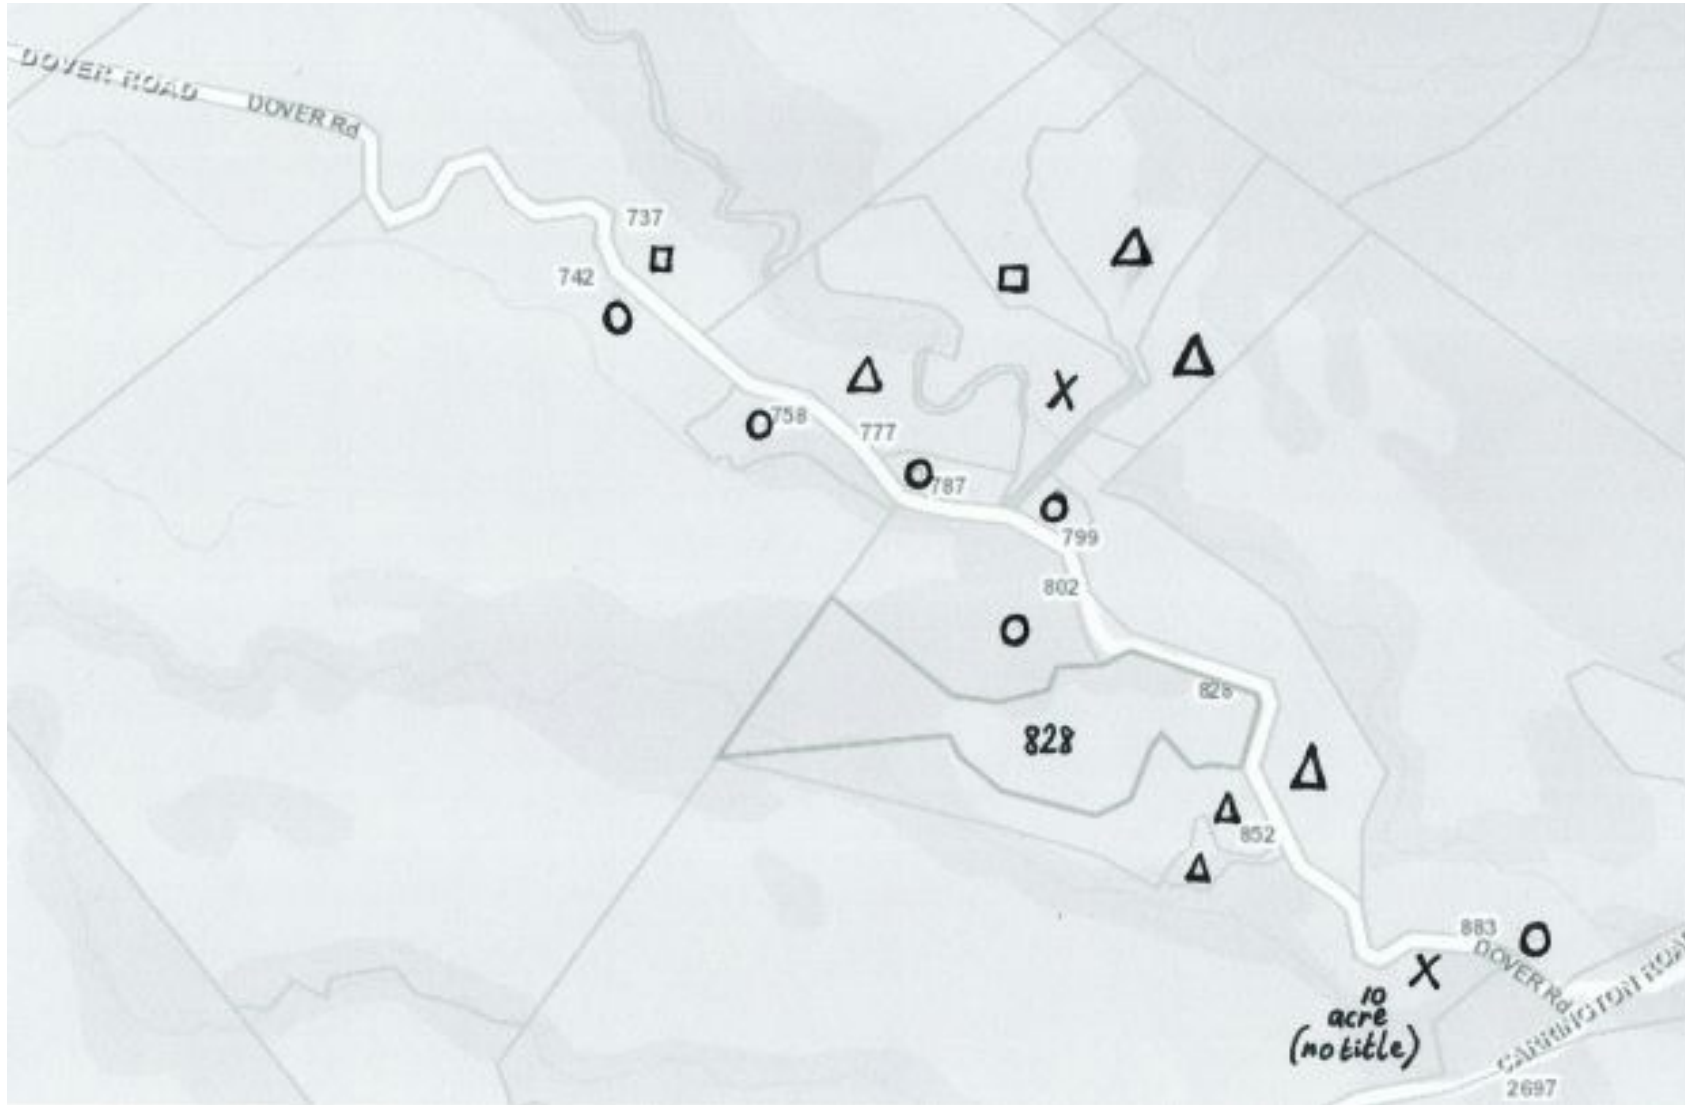 DOVER ROAD
DOVER Rd
737
742
758
777
787
799
802
828
828
852
883
DOVER Rd
10
acre
(no title)
CARRINGTON ROAD
2697